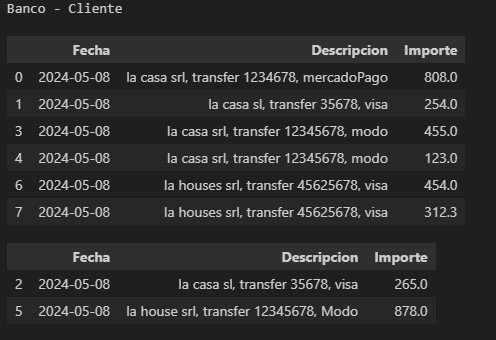 Banco - Cliente
Fecha Descripcion Importe
0 2024-05-08 la casa srl, transfer 1234678, mercadoPago 808.0
1 2024-05-08 la casa sl, transfer 35678, visa 254.0
3 2024-05-08 la casa srl, transfer 12345678, modo 455.0
4 2024-05-08 la casa srl, transfer 12345678, modo 123.0
6 2024-05-08 la houses srl, transfer 45625678, visa 454.0
7 2024-05-08 la houses srl, transfer 45625678, visa 312.3
Fecha Descripcion Importe
2 2024-05-08 la casa sl, transfer 35678, visa 265.0
5 2024-05-08 la house srl, transfer 12345678, Modo 878.0